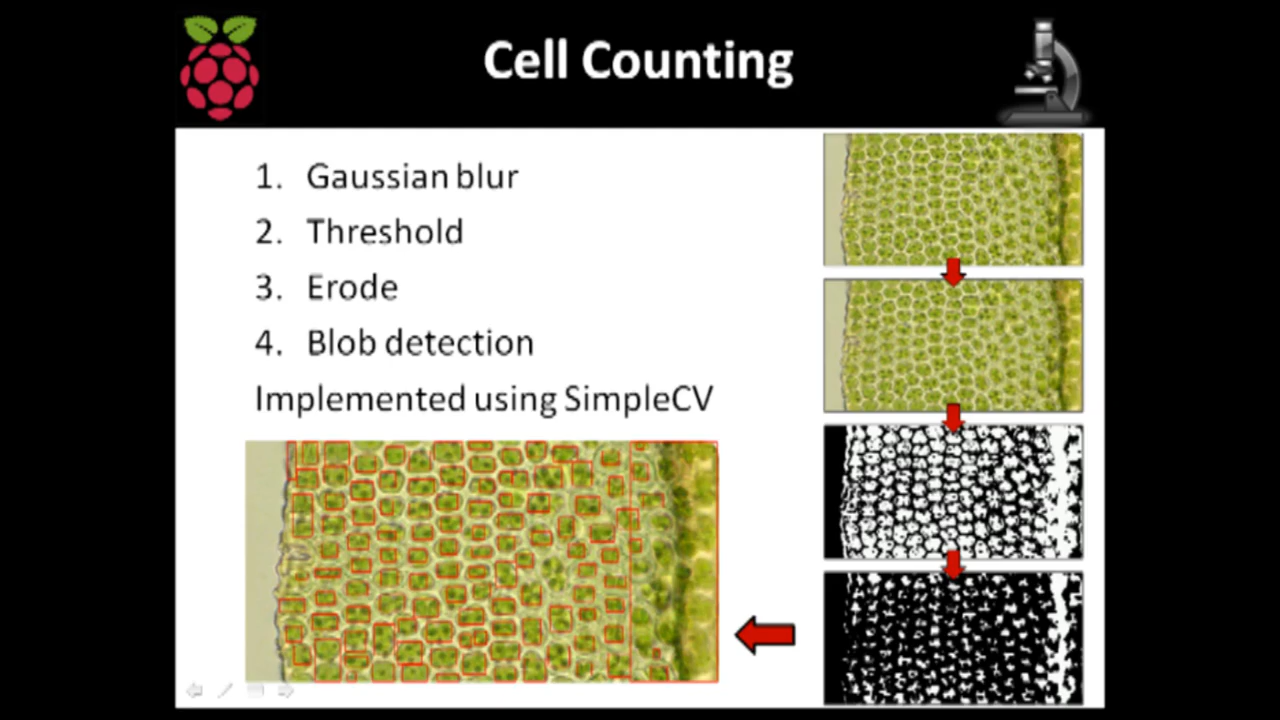 Cell Counting
1. Gaussian blur
2. Threshold
3. Erode
4. Blob detection
Implemented using SimpleCV